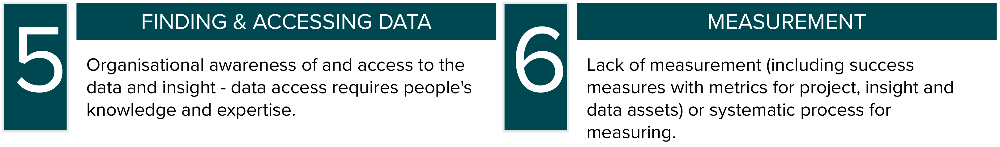 5
FINDING & ACCESSING DATA
Organisational awareness of and access to the
data and insight - data access requires people's
knowledge and expertise.
6
MEASUREMENT
Lack of measurement (including success
measures with metrics for project, insight and
data assets) or systematic process for
measuring.